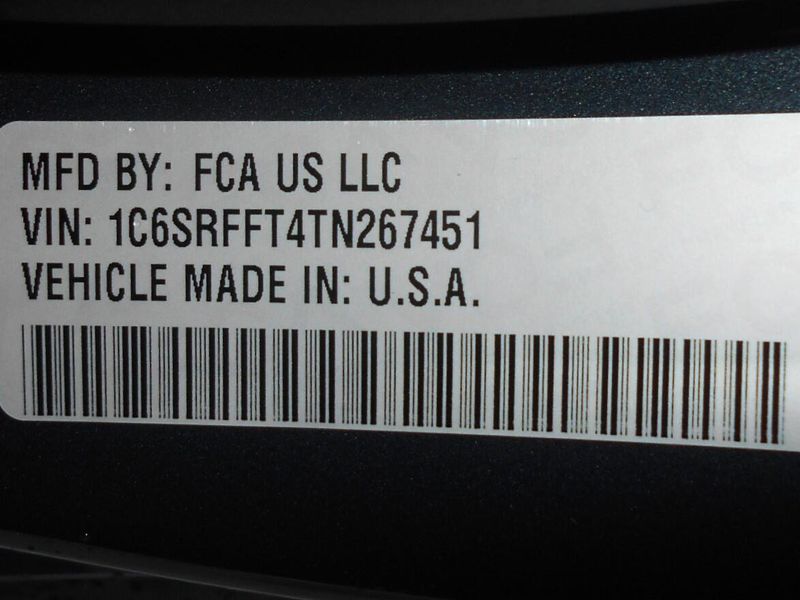 MFD BY: FCA US LLC
VIN: 1C6SRFFT4TN267451
VEHICLE MADE IN: U.S.A.